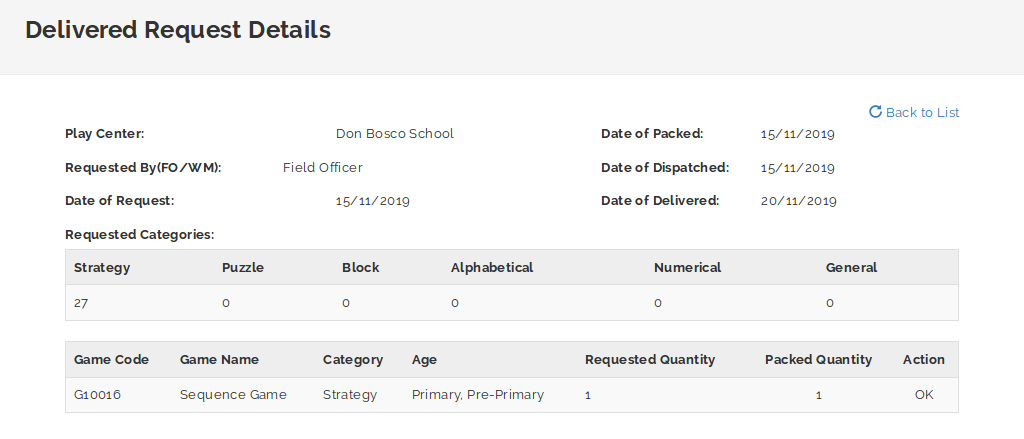 Delivered Request Details
Back to List
Play Center: Don Bosco School Date of Packed: 15/11/2019
Requested By(FO/WM): Field Officer Date of Dispatched: 15/11/2019
Date of Request: 15/11/2019 Date of Delivered: 20/11/2019
Requested Categories:
Strategy Puzzle Block Alphabetical Numerical General
27 0 0 0 0 0
Game Code Game Name Category Age Requested Quantity Packed Quantity Action
G10016 Sequence Game Strategy Primary, Pre-Primary 1 1 OK